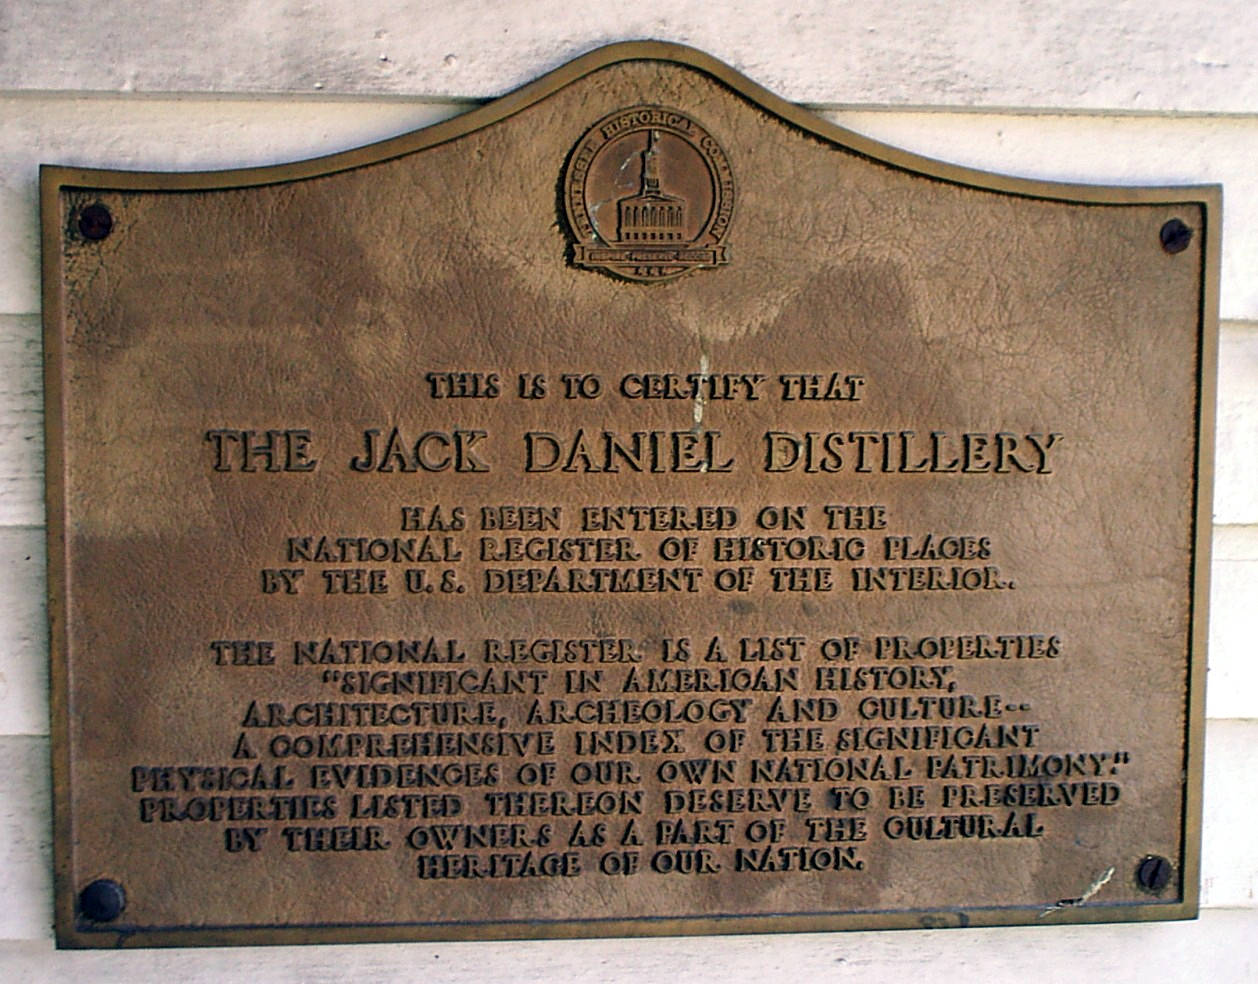 TENNESSEE HISTORICAL COMMISSION
THIS IS TO CERTIFY THAT
THE JACK DANIEL DISTILLERY
HAS BEEN ENTERED ON THE
NATIONAL REGISTER OF HISTORIC PLACES
BY THE U.S. DEPARTMENT OF THE INTERIOR.
THE NATIONAL REGISTER IS A LIST OF PROPERTIES
"SIGNIFICANT IN AMERICAN HISTORY,
ARCHITECTURE, ARCHEOLOGY AND CULTURE--
A COMPREHENSIVE INDEX OF THE SIGNIFICANT
PHYSICAL EVIDENCES OF OUR OWN NATIONAL PATRIMONY."
PROPERTIES LISTED THEREON DESERVE TO BE PRESERVED
BY THEIR OWNERS AS A PART OF THE CULTURAL
HERITAGE OF OUR NATION.